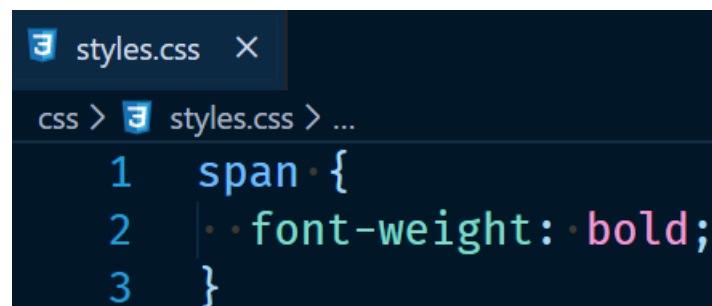 styles.css ×
css > styles.css > ...
1 span {
2   font-weight: bold;
3 }